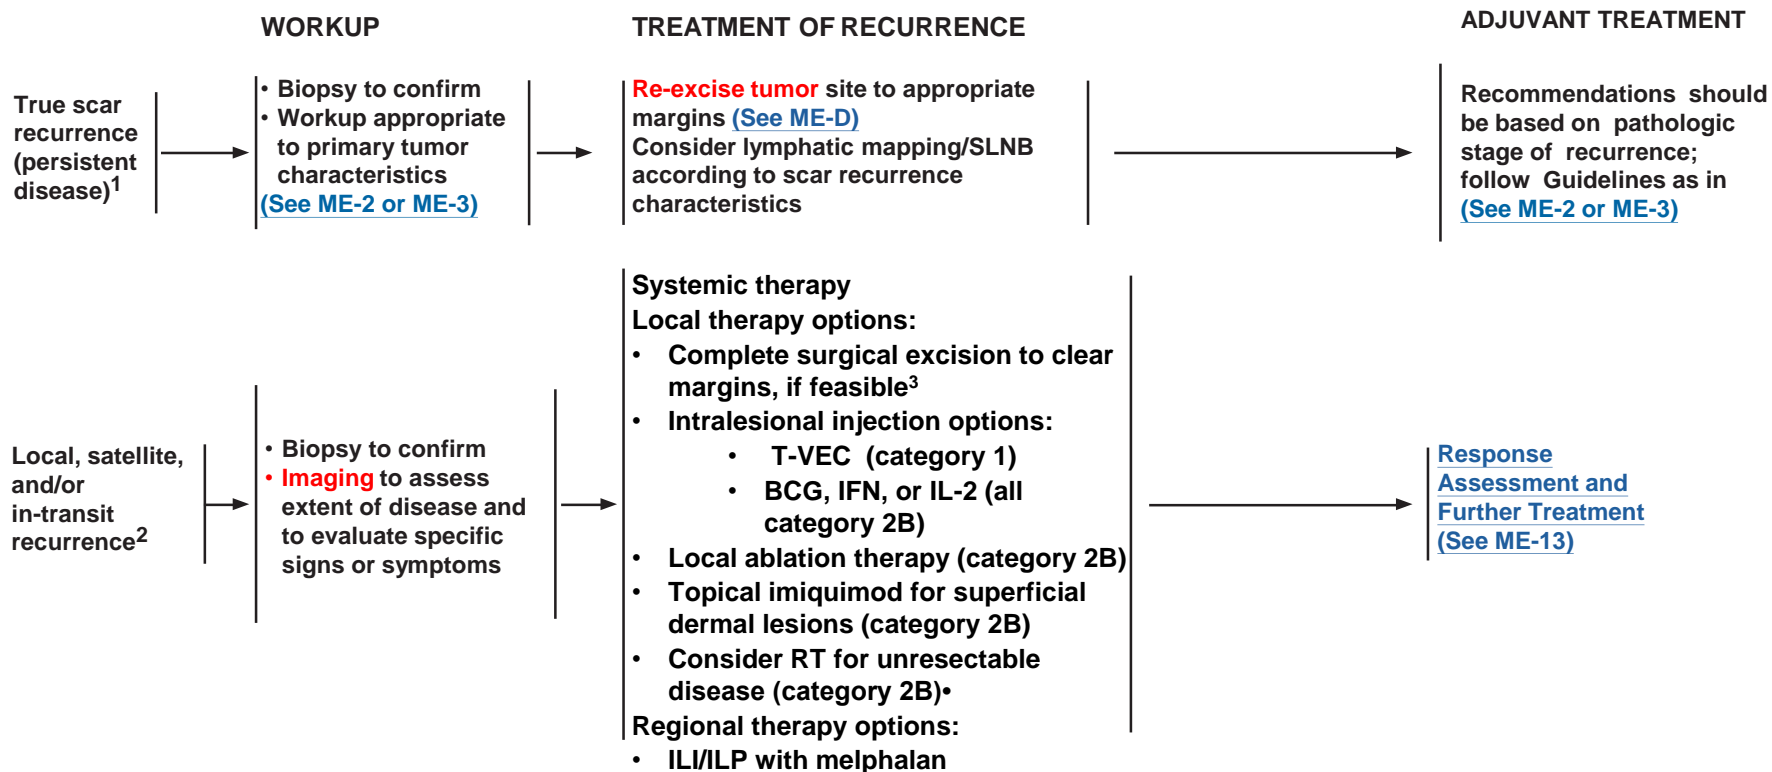 WORKUP
TREATMENT OF RECURRENCE
ADJUVANT TREATMENT
True scar
recurrence
(persistent
disease)1
• Biopsy to confirm
• Workup appropriate
to primary tumor
characteristics
(See ME-2 or ME-3)
Re-excise tumor site to appropriate
margins (See ME-D)
Consider lymphatic mapping/SLNB
according to scar recurrence
characteristics
Recommendations should
be based on pathologic
stage of recurrence;
follow Guidelines as in
(See ME-2 or ME-3)
Local, satellite,
and/or
in-transit
recurrence2
• Biopsy to confirm
• Imaging to assess
extent of disease and
to evaluate specific
signs or symptoms
Systemic therapy
Local therapy options:
• Complete surgical excision to clear
margins, if feasible3
• Intralesional injection options:
• T-VEC (category 1)
• BCG, IFN, or IL-2 (all
category 2B)
• Local ablation therapy (category 2B)
• Topical imiquimod for superficial
dermal lesions (category 2B)
• Consider RT for unresectable
disease (category 2B)•
Regional therapy options:
• ILI/ILP with melphalan
Response
Assessment and
Further Treatment
(See ME-13)